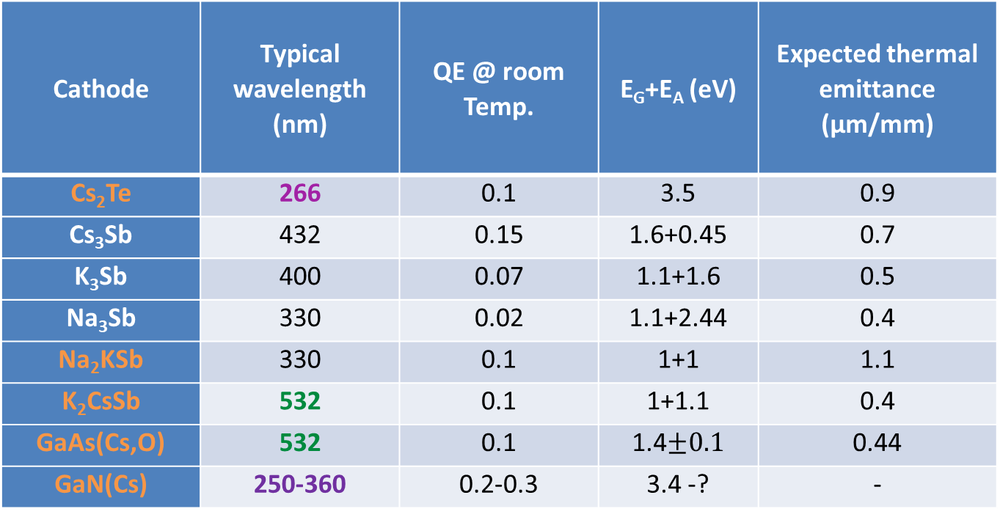 Cathode
Typical
wavelength
(nm)
QE @ room
Temp.
E_G+E_A (eV)
Expected thermal
emittance
(µm/mm)
Cs₂Te 266 0.1 3.5 0.9
Cs₃Sb 432 0.15 1.6+0.45 0.7
K₃Sb 400 0.07 1.1+1.6 0.5
Na₃Sb 330 0.02 1.1+2.44 0.4
Na₂KSb 330 0.1 1+1 1.1
K₂CsSb 532 0.1 1+1.1 0.4
GaAs(Cs,O) 532 0.1 1.4±0.1 0.44
GaN(Cs) 250-360 0.2-0.3 3.4 -? -